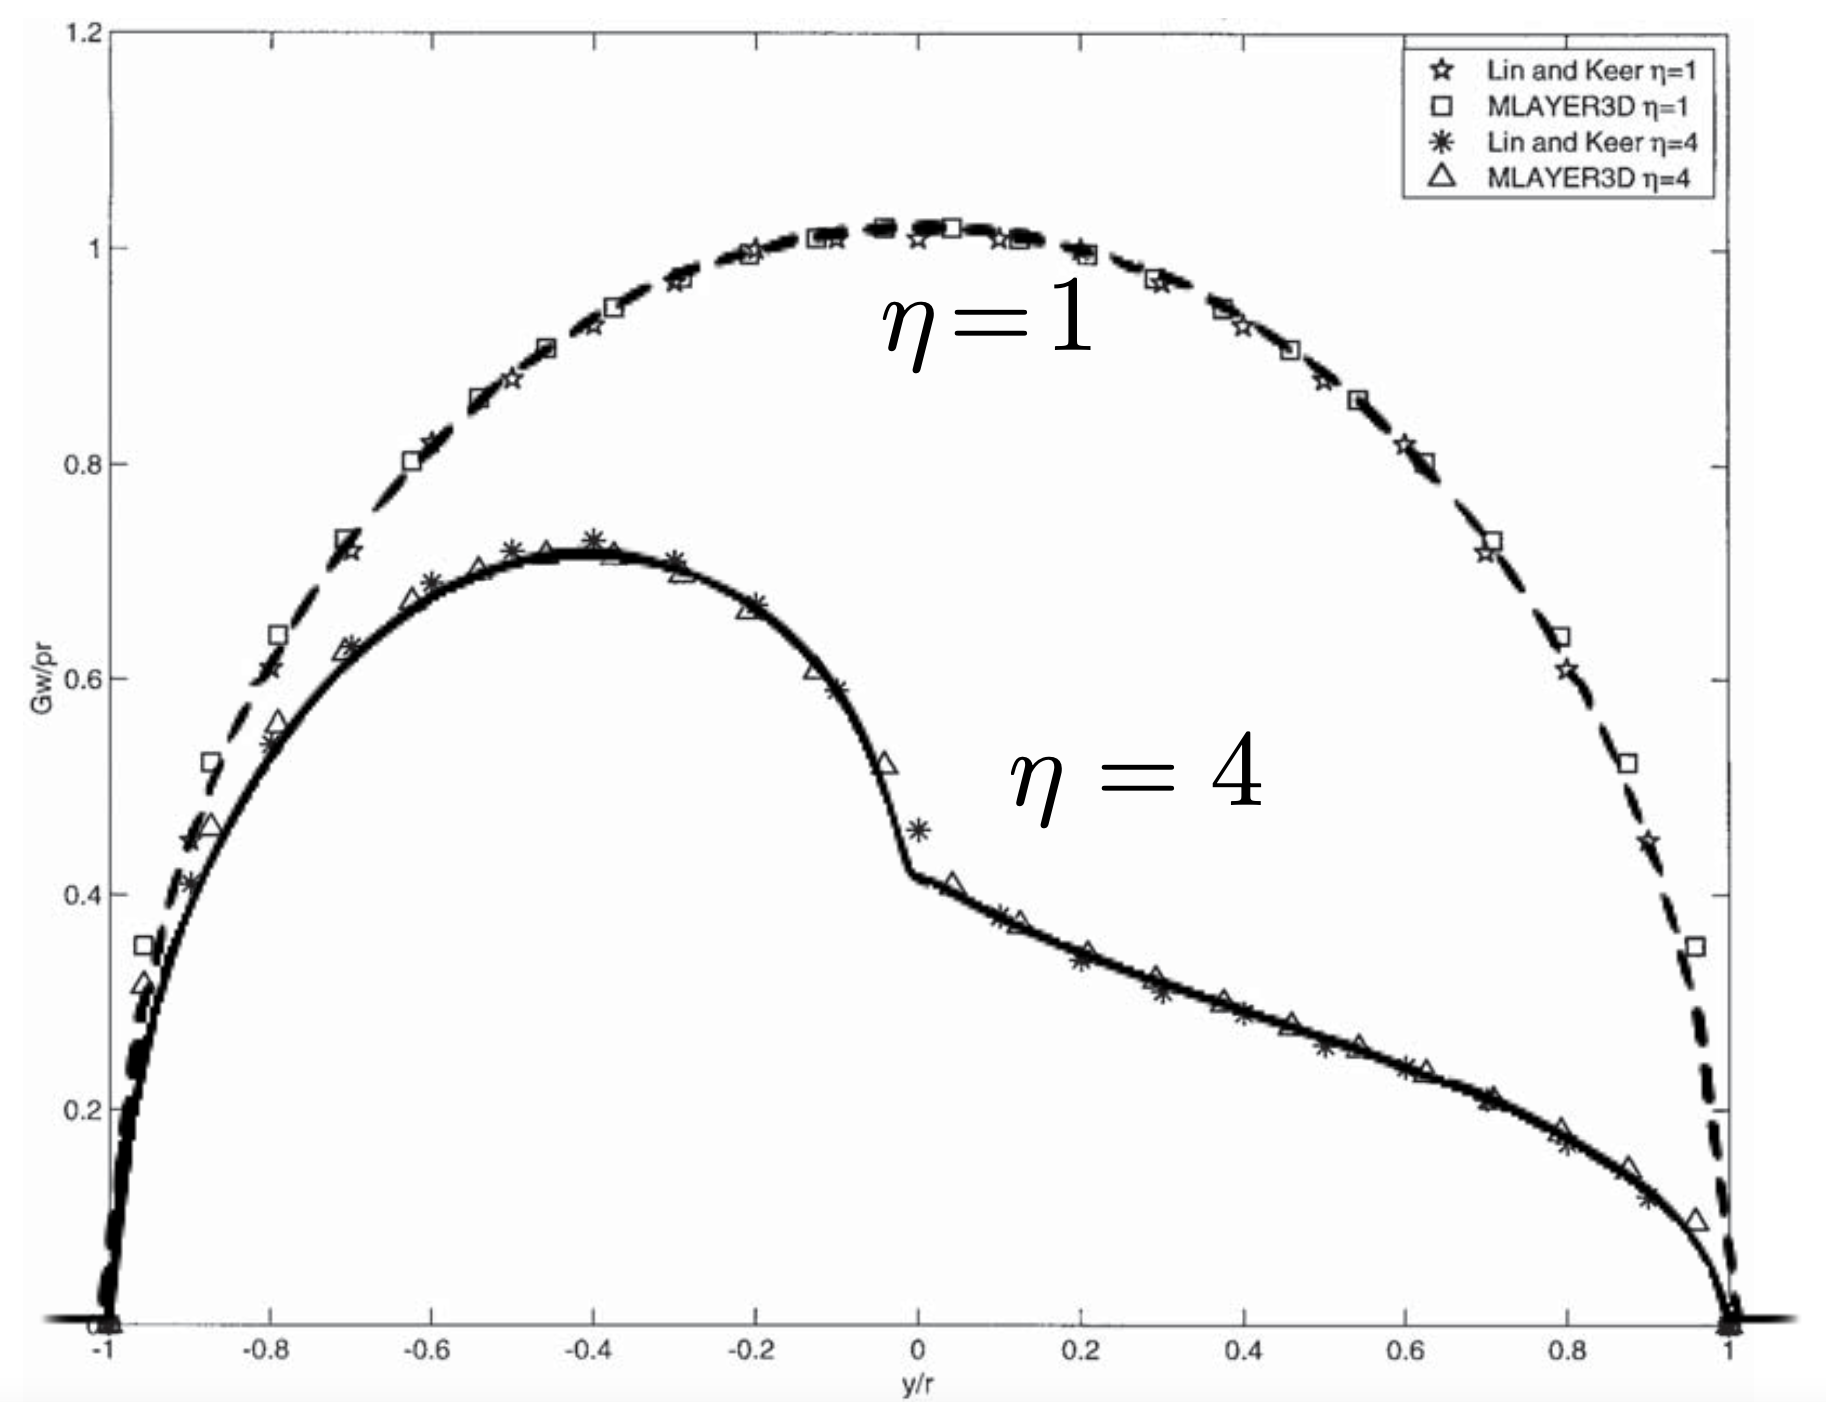 1.2
Lin and Keer η=1
MLAYER3D η=1
Lin and Keer η=4
MLAYER3D η=4
1
η=1
0.8
Gw/pr
0.6
η = 4
0.4
0.2
-1 -0.8 -0.6 -0.4 -0.2 0 0.2 0.4 0.6 0.8 1
y/r